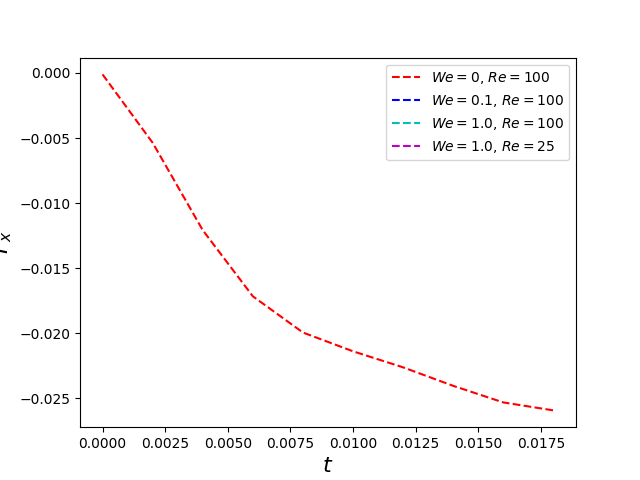 0.000
−0.005
−0.010
−0.015
−0.020
−0.025
0.0000 0.0025 0.0050 0.0075 0.0100 0.0125 0.0150 0.0175
t
We = 0, Re = 100
We = 0.1, Re = 100
We = 1.0, Re = 100
We = 1.0, Re = 25